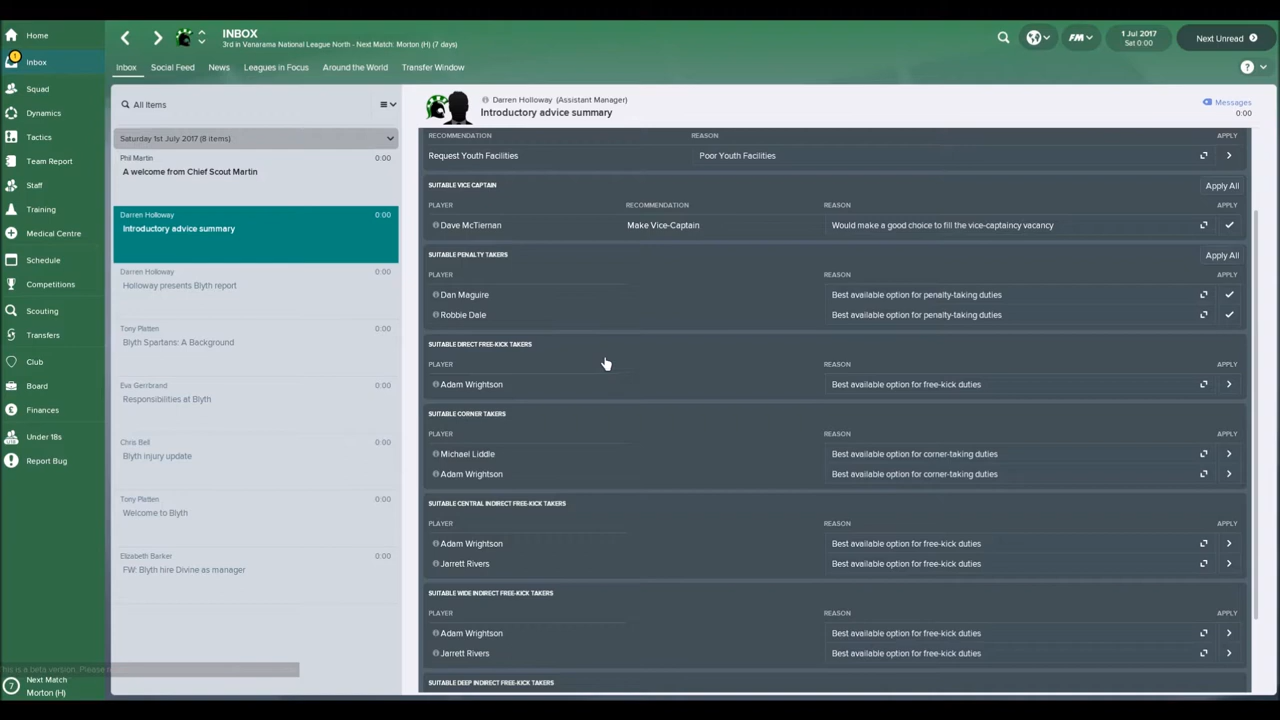 Home
Inbox
Squad
Dynamics
Tactics
Team Report
Staff
Training
Medical Centre
Schedule
Competitions
Scouting
Transfers
Club
Board
Finances
Under 18s
Report Bug
This is a beta version. Please
7
Next Match
Morton (H)
INBOX
3rd in Vanarama National League North - Next Match: Morton (H) (7 days)
FM
1 Jul 2017
Sat 0:00
Next Unread
Inbox
Social Feed
News
Leagues in Focus
Around the World
Transfer Window
?
All Items
Saturday 1st July 2017 (8 items)
Phil Martin 0:00
A welcome from Chief Scout Martin
Darren Holloway 0:00
Introductory advice summary
Darren Holloway 0:00
Holloway presents Blyth report
Tony Platten 0:00
Blyth Spartans: A Background
Eva Gerrbrand 0:00
Responsibilities at Blyth
Chris Bell 0:00
Blyth injury update
Tony Platten 0:00
Welcome to Blyth
Elizabeth Barker 0:00
FW: Blyth hire Divine as manager
Darren Holloway (Assistant Manager)
Introductory advice summary
Messages
0:00
RECOMMENDATION REASON APPLY
Request Youth Facilities Poor Youth Facilities
SUITABLE VICE CAPTAIN Apply All
PLAYER RECOMMENDATION REASON APPLY
Dave McTiernan Make Vice-Captain Would make a good choice to fill the vice-captaincy vacancy
SUITABLE PENALTY TAKERS Apply All
PLAYER REASON APPLY
Dan Maguire Best available option for penalty-taking duties
Robbie Dale Best available option for penalty-taking duties
SUITABLE DIRECT FREE-KICK TAKERS
PLAYER REASON APPLY
Adam Wrightson Best available option for free-kick duties
SUITABLE CORNER TAKERS
PLAYER REASON APPLY
Michael Liddle Best available option for corner-taking duties
Adam Wrightson Best available option for corner-taking duties
SUITABLE CENTRAL INDIRECT FREE-KICK TAKERS
PLAYER REASON APPLY
Adam Wrightson Best available option for free-kick duties
Jarrett Rivers Best available option for free-kick duties
SUITABLE WIDE INDIRECT FREE-KICK TAKERS
PLAYER REASON APPLY
Adam Wrightson Best available option for free-kick duties
Jarrett Rivers Best available option for free-kick duties
SUITABLE DEEP INDIRECT FREE-KICK TAKERS